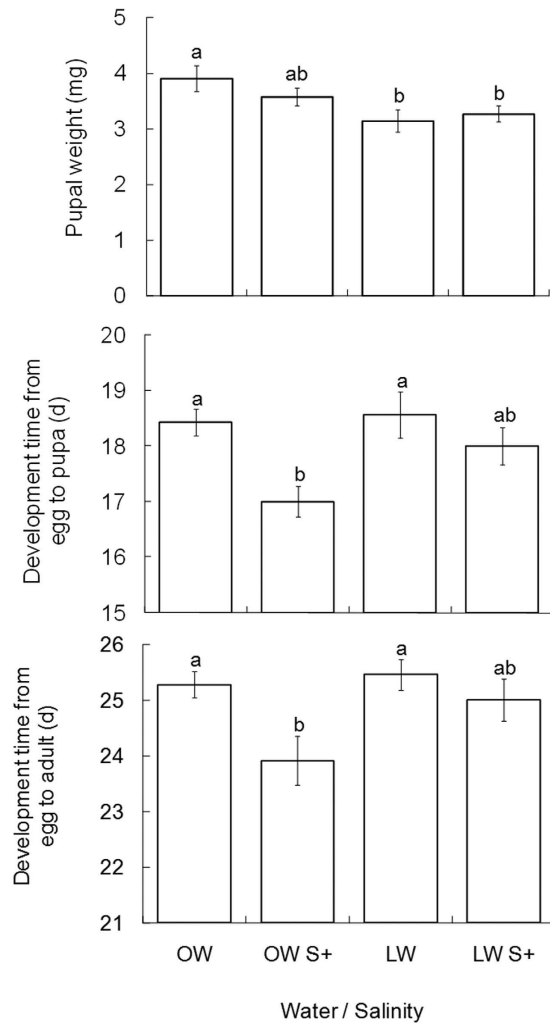 5
4
3
2
1
0
Pupal weight (mg)
a
ab
b
b
20
19
18
17
16
15
Development time from
egg to pupa (d)
a
b
a
ab
26
25
24
23
22
21
Development time from
egg to adult (d)
a
b
a
ab
OW
OW S+
LW
LW S+
Water / Salinity